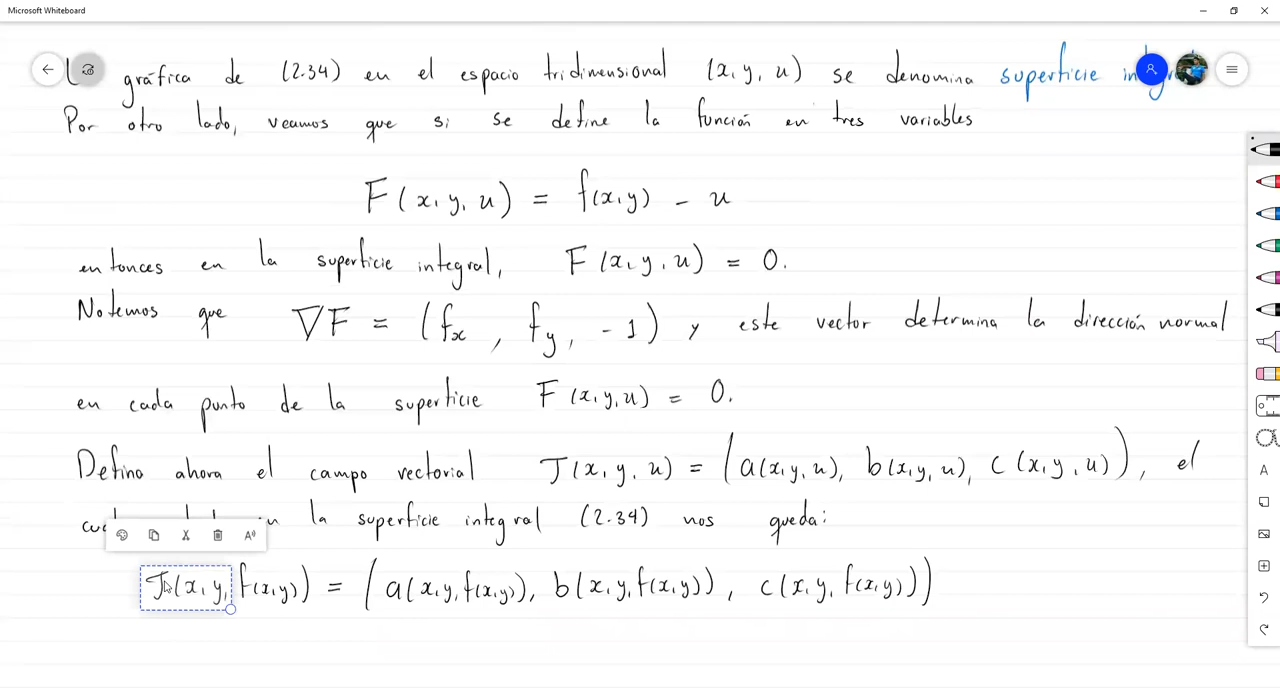 Microsoft Whiteboard
gráfica de (2.34) en el espacio tridimensional (x, y, u) se denomina superficie
Por otro lado, veamos que si se define la función en tres variables
F(x, y, u) = f(x, y) - u
entonces en la superficie integral, F(x, y, u) = 0.
Notemos que ∇F = (fₓ, f_y, -1) y este vector determina la dirección normal
en cada punto de la superficie F(x, y, u) = 0.
Defino ahora el campo vectorial J(x, y, u) = (a(x, y, u), b(x, y, u), c(x, y, u)), el
la superficie integral (2.34) nos queda:
J(x, y, f(x, y)) = (a(x, y, f(x, y)), b(x, y, f(x, y)), c(x, y, f(x, y)))